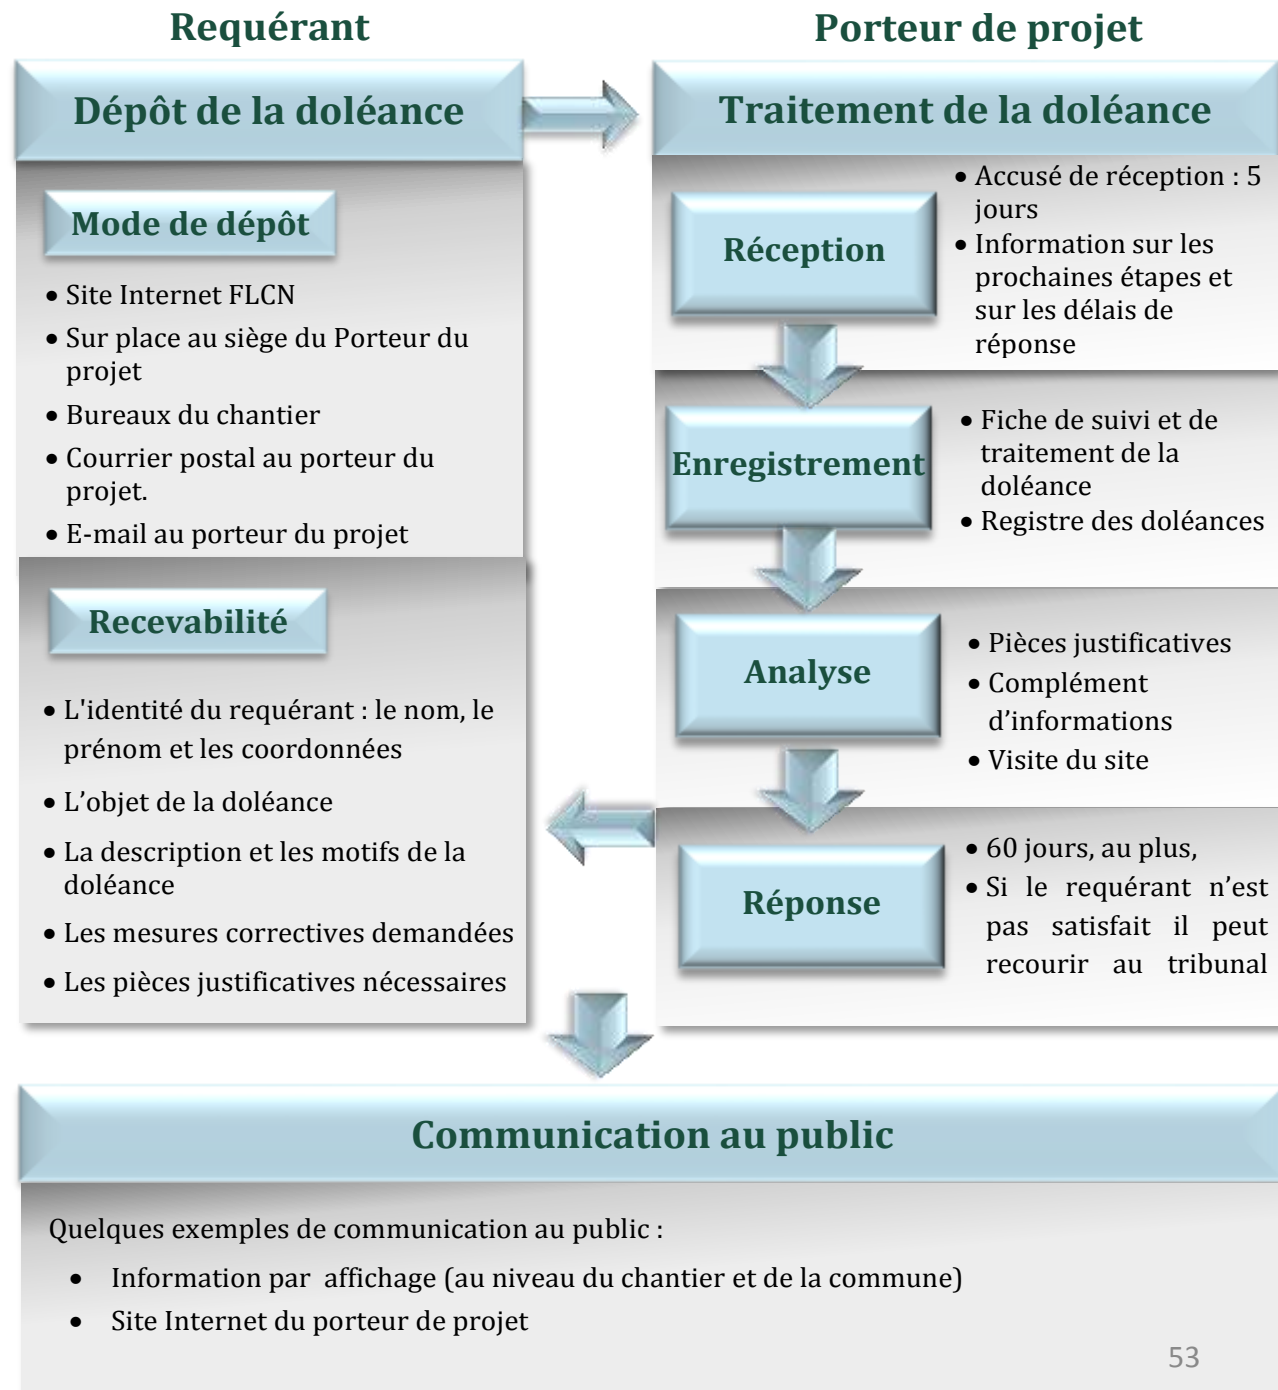 Requérant
Dépôt de la doléance
Mode de dépôt
• Site Internet FLCN
• Sur place au siège du Porteur du
projet
• Bureaux du chantier
• Courrier postal au porteur du
projet.
• E-mail au porteur du projet
Recevabilité
• L'identité du requérant : le nom, le
prénom et les coordonnées
• L’objet de la doléance
• La description et les motifs de la
doléance
• Les mesures correctives demandées
• Les pièces justificatives nécessaires
Porteur de projet
Traitement de la doléance
Réception
• Accusé de réception : 5
jours
• Information sur les
prochaines étapes et
sur les délais de
réponse
Enregistrement
• Fiche de suivi et de
traitement de la
doléance
• Registre des doléances
Analyse
• Pièces justificatives
• Complément
d’informations
• Visite du site
Réponse
• 60 jours, au plus,
• Si le requérant n’est
pas satisfait il peut
recourir au tribunal
Communication au public
Quelques exemples de communication au public :
• Information par affichage (au niveau du chantier et de la commune)
• Site Internet du porteur de projet
53